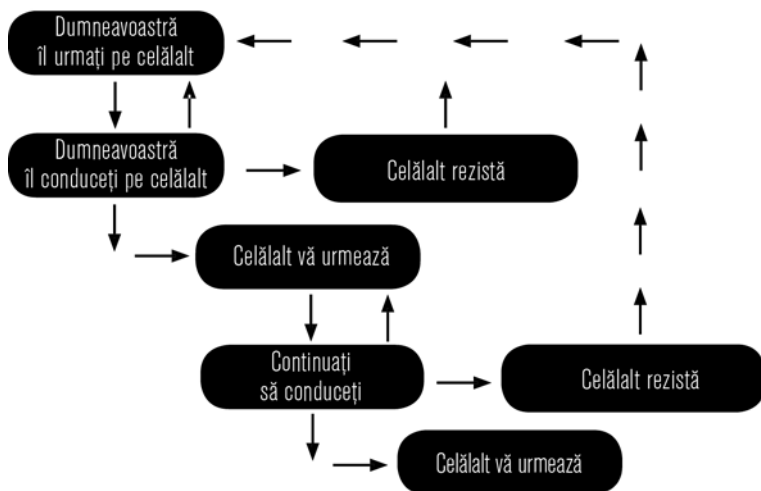 Dumneavoastră
îl urmați pe celălalt
Dumneavoastră
îl conduceți pe celălalt
Celălalt rezistă
Celălalt vă urmează
Continuați
să conduceți
Celălalt rezistă
Celălalt vă urmează